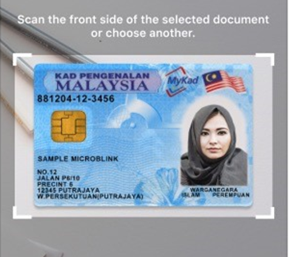 Scan the front side of the selected document
or choose another.
KAD PENGENALAN
MALAYSIA
MyKad
881204-12-3456
SAMPLE MICROBLINK
NO.12
JALAN P8/10
PRECINT 6
12345 PUTRAJAYA
W.PERSEKUTUAN(PUTRAJAYA)
WARGANEGARA
ISLAM PEREMPUAN